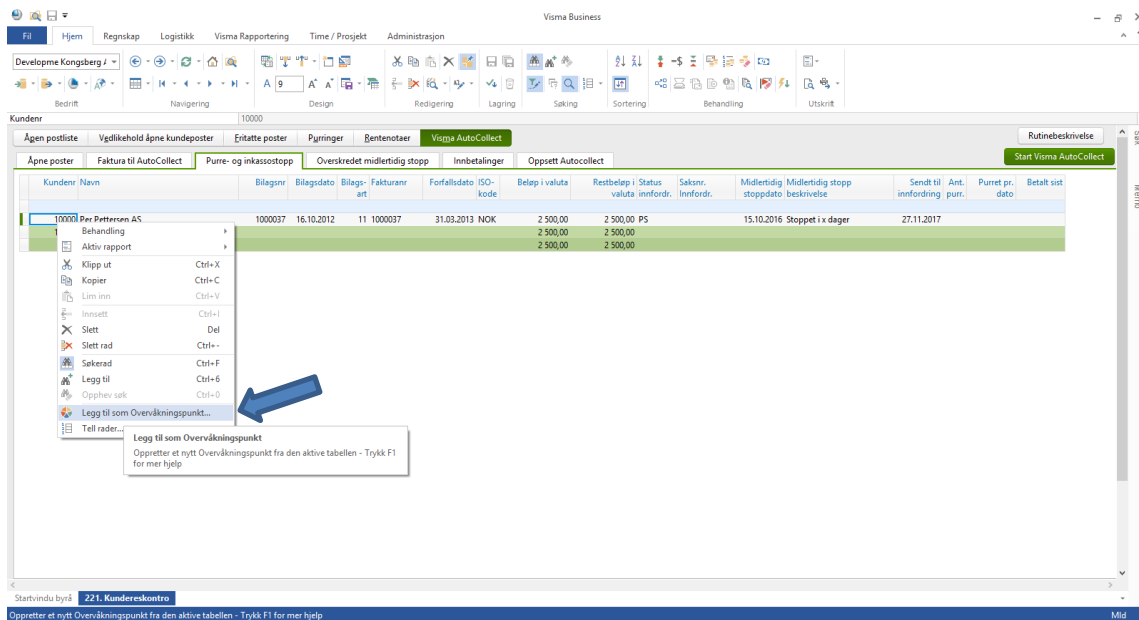 Visma Business
Fil Hjem Regnskap Logistikk Visma Rapportering Time / Prosjekt Administrasjon
Developme Kongsberg A
A 9
Bedrift Navigering Design Redigering Lagring Søking Sortering Behandling Utskrift
Kundenr 10000
Åpen postliste Vedlikehold åpne kundeposter Fritatte poster Purringer Rentenotaer Visma AutoCollect Rutinebeskrivelse
Åpne poster Faktura til AutoCollect Purre- og inkassostopp Overskredet midlertidig stopp Innbetalinger Oppsett Autocollect Start Visma AutoCollect
Kundenr Navn Bilagsnr Bilagsdato Bilags- Fakturanr Forfallsdato ISO- Beløp i valuta Restbeløp i Status Saksnr. Midlertidig Midlertidig stopp Sendt til Ant. Purret pr. Betalt sist
art kode valuta innfordr. Innfordr. stoppdato beskrivelse innfordring purr. dato
10000 Per Pettersen AS 1000037 16.10.2012 11 1000037 31.03.2013 NOK 2 500,00 2 500,00 PS 15.10.2016 Stoppet i x dager 27.11.2017
2 500,00 2 500,00
2 500,00 2 500,00
Behandling
Aktiv rapport
Klipp ut Ctrl+X
Kopier Ctrl+C
Lim inn Ctrl+V
Innsett Ctrl+I
Slett Del
Slett rad Ctrl+-
Søkerad Ctrl+F
Legg til Ctrl+6
Opphev søk Ctrl+0
Legg til som Overvåkningspunkt...
Tell rader...
Legg til som Overvåkningspunkt
Oppretter et nytt Overvåkningspunkt fra den aktive tabellen - Trykk F1
for mer hjelp
Søk
Memo
Startvindu byrå 221. Kundereskontro
Oppretter et nytt Overvåkningspunkt fra den aktive tabellen - Trykk F1 for mer hjelp Mld